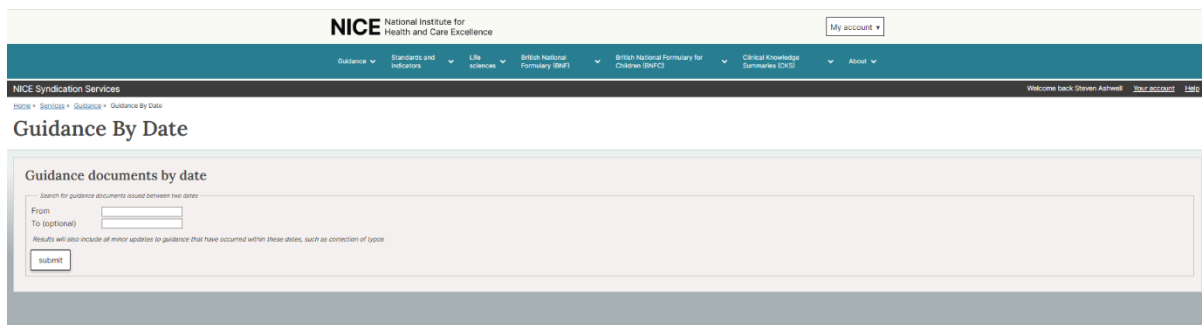 NICE National Institute for
Health and Care Excellence
My account ▾
Guidance
Standards and
indicators
Life
sciences
British National
Formulary (BNF)
British National Formulary for
Children (BNFC)
Clinical Knowledge
Summaries (CKS)
About
NICE Syndication Services
Welcome back Steven Ashwell Your account Help
Home › Services › Guidance › Guidance By Date
Guidance By Date
Guidance documents by date
Search for guidance documents issued between two dates
From
To (optional)
Results will also include all minor updates to guidance that have occurred within these dates, such as correction of typos
submit